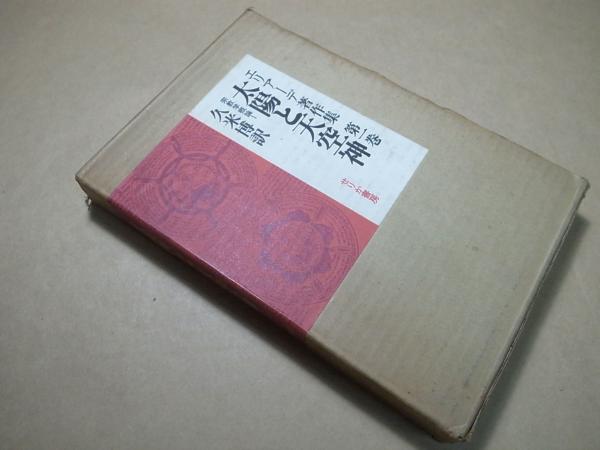 エリアーデ著作集 第一巻
太陽と天空神
宗教学概論1
久米博訳
せりか書房